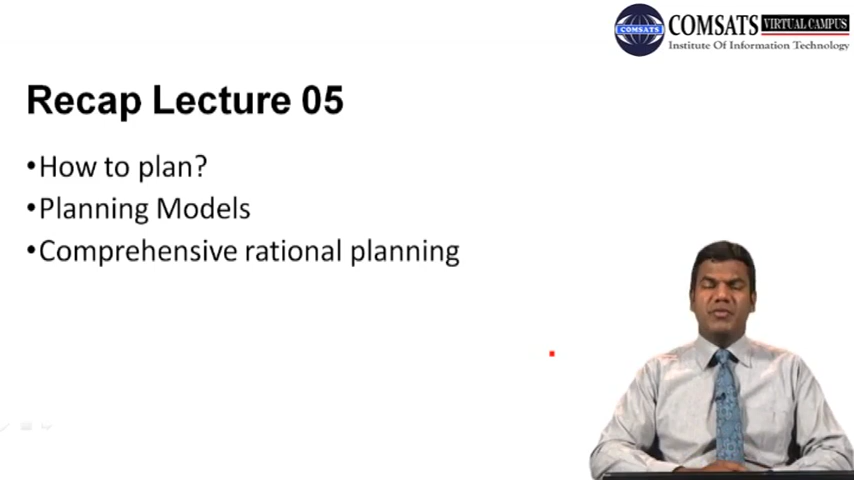 COMSATS
COMSATS VIRTUAL CAMPUS
Institute Of Information Technology
Recap Lecture 05
•How to plan?
•Planning Models
•Comprehensive rational planning